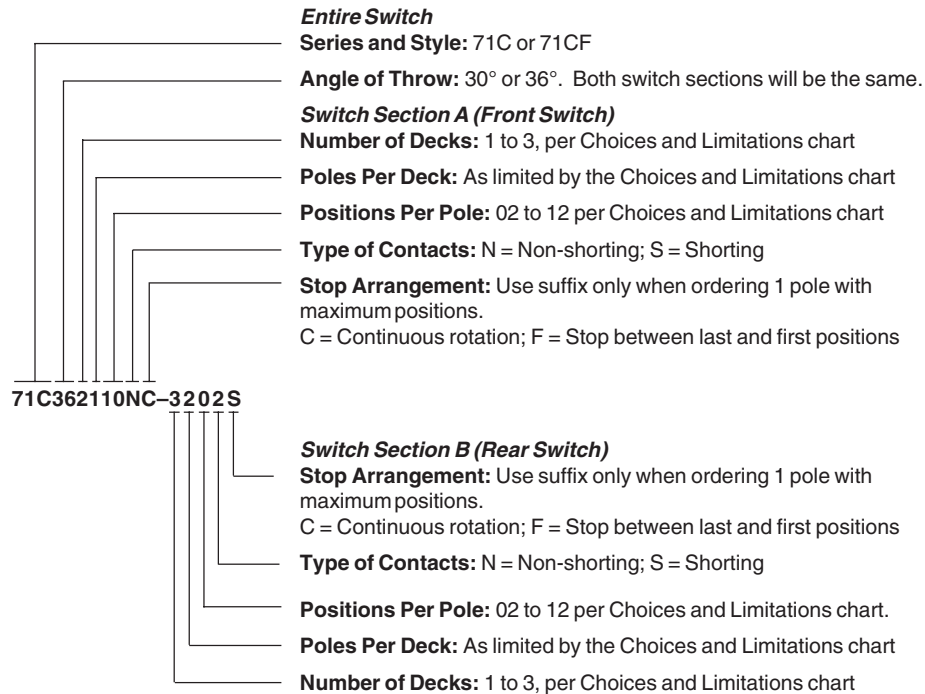 Entire Switch
Series and Style: 71C or 71CF
Angle of Throw: 30° or 36°. Both switch sections will be the same.
Switch Section A (Front Switch)
Number of Decks: 1 to 3, per Choices and Limitations chart
Poles Per Deck: As limited by the Choices and Limitations chart
Positions Per Pole: 02 to 12 per Choices and Limitations chart
Type of Contacts: N = Non-shorting; S = Shorting
Stop Arrangement: Use suffix only when ordering 1 pole with
maximum positions.
C = Continuous rotation; F = Stop between last and first positions
71C362110NC–3202S
Switch Section B (Rear Switch)
Stop Arrangement: Use suffix only when ordering 1 pole with
maximum positions.
C = Continuous rotation; F = Stop between last and first positions
Type of Contacts: N = Non-shorting; S = Shorting
Positions Per Pole: 02 to 12 per Choices and Limitations chart.
Poles Per Deck: As limited by the Choices and Limitations chart
Number of Decks: 1 to 3, per Choices and Limitations chart